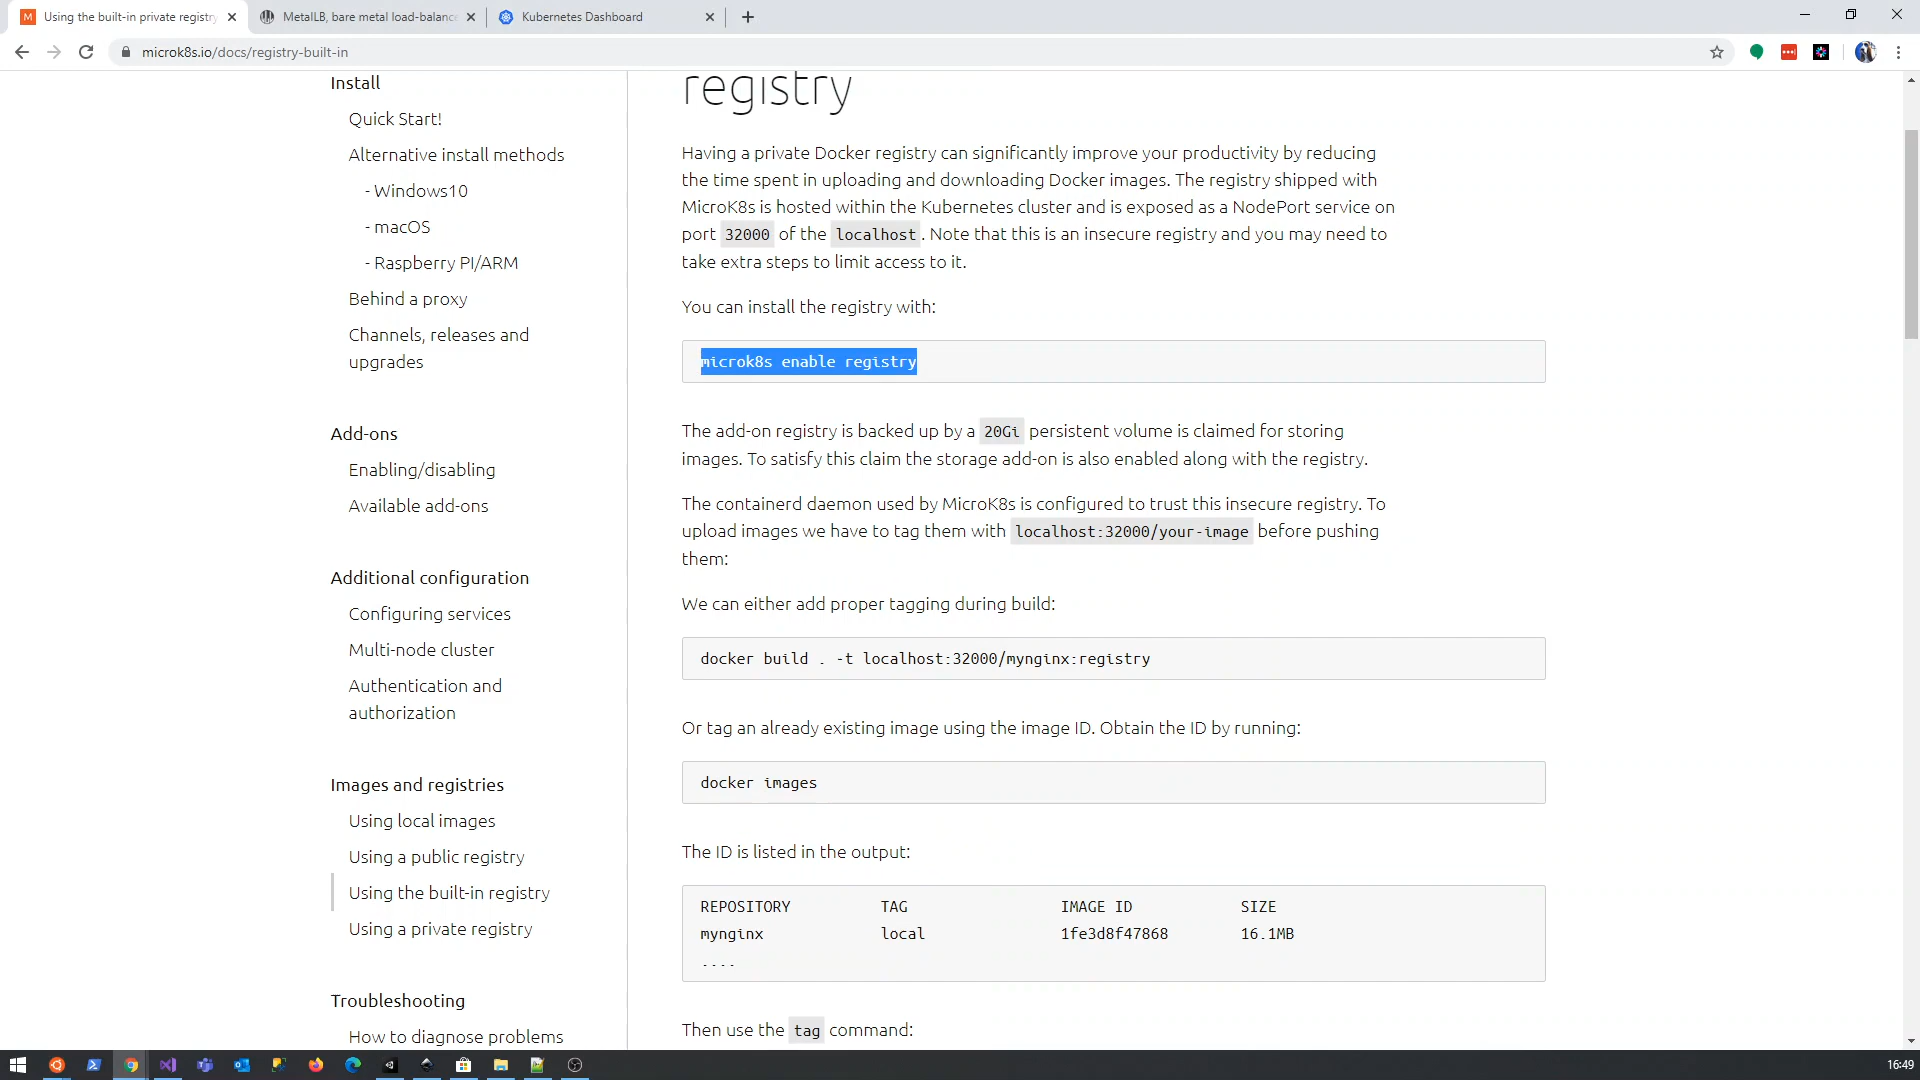 Using the built-in private registry
MetalLB, bare metal load-balance
Kubernetes Dashboard
microk8s.io/docs/registry-built-in
Install
Quick Start!
Alternative install methods
- Windows10
- macOS
- Raspberry PI/ARM
Behind a proxy
Channels, releases and
upgrades
Add-ons
Enabling/disabling
Available add-ons
Additional configuration
Configuring services
Multi-node cluster
Authentication and
authorization
Images and registries
Using local images
Using a public registry
Using the built-in registry
Using a private registry
Troubleshooting
How to diagnose problems
registry
Having a private Docker registry can significantly improve your productivity by reducing
the time spent in uploading and downloading Docker images. The registry shipped with
MicroK8s is hosted within the Kubernetes cluster and is exposed as a NodePort service on
port 32000 of the localhost. Note that this is an insecure registry and you may need to
take extra steps to limit access to it.
You can install the registry with:
microk8s enable registry
The add-on registry is backed up by a 20Gi persistent volume is claimed for storing
images. To satisfy this claim the storage add-on is also enabled along with the registry.
The containerd daemon used by MicroK8s is configured to trust this insecure registry. To
upload images we have to tag them with localhost:32000/your-image before pushing
them:
We can either add proper tagging during build:
docker build . -t localhost:32000/mynginx:registry
Or tag an already existing image using the image ID. Obtain the ID by running:
docker images
The ID is listed in the output:
REPOSITORY TAG IMAGE ID SIZE
mynginx local 1fe3d8f47868 16.1MB
....
Then use the tag command:
16:49